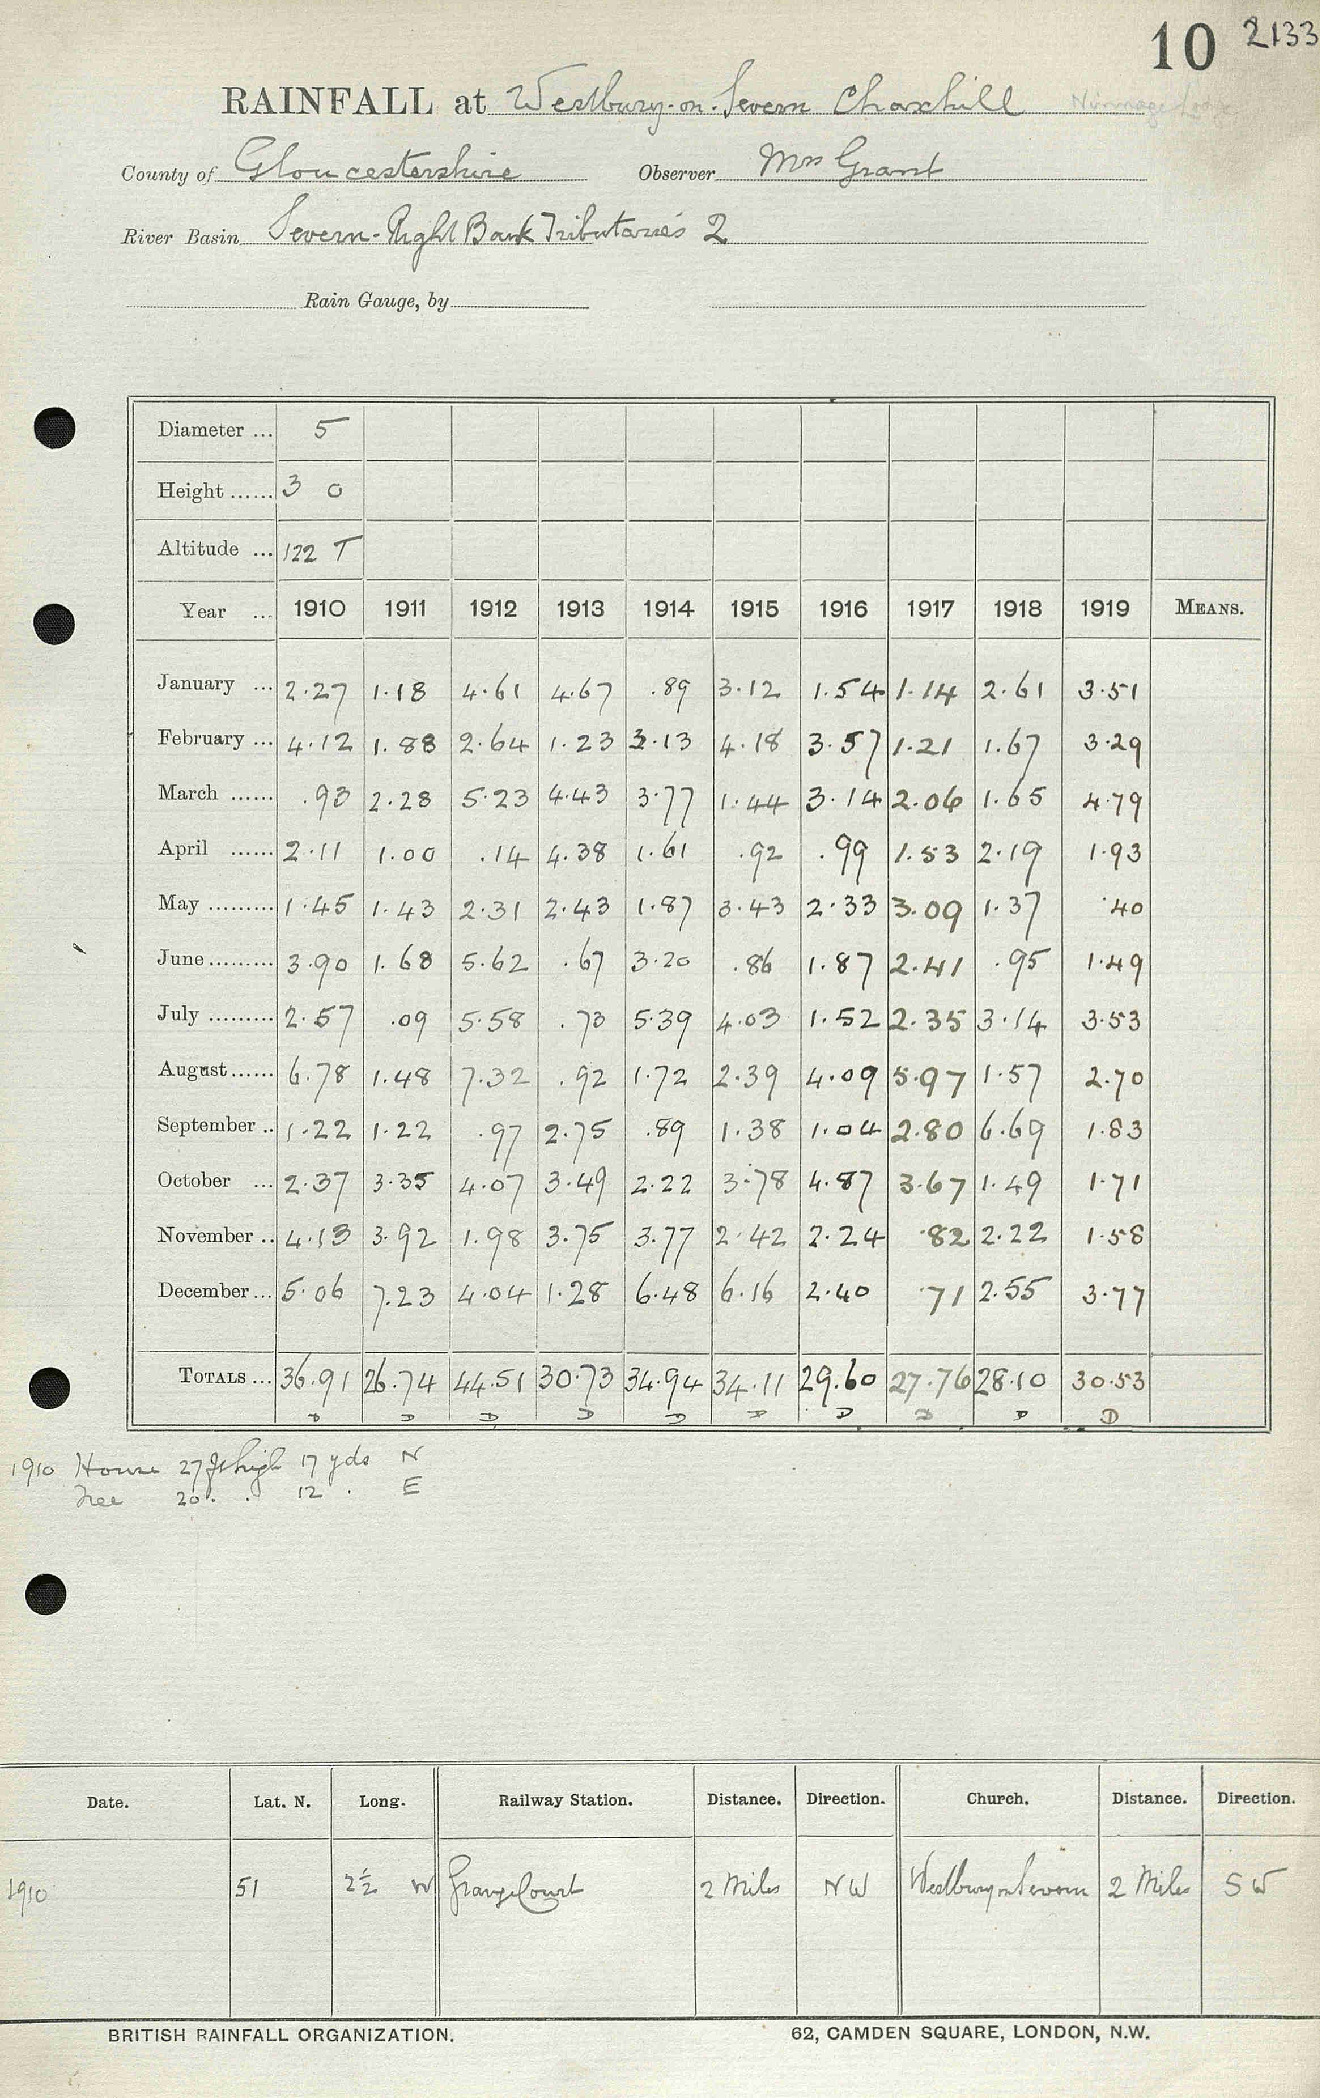 10 2133
RAINFALL at Westbury-on-Severn Chaxhill
County of Gloucestershire Observer Mrs Grant
River Basin Severn-Right Bank Tributaries 2
Rain Gauge, by
Diameter ... 5
Height ...... 3 0
Altitude ... 122 T
Year ... 1910 1911 1912 1913 1914 1915 1916 1917 1918 1919 MEANS.
January ... 2.27 1.18 4.61 4.67 .89 3.12 1.54 1.14 2.61 3.51
February ... 4.12 1.88 2.64 1.23 3.13 4.18 3.57 1.21 1.67 3.29
March ...... .93 2.28 5.23 4.43 3.77 1.44 3.14 2.06 1.65 4.79
April ...... 2.11 1.00 .14 4.38 1.61 .92 .99 1.53 2.19 1.93
May ......... 1.45 1.43 2.31 2.43 1.87 3.43 2.33 3.09 1.37 .40
June ......... 3.90 1.68 5.62 .67 3.20 .86 1.87 2.41 .95 1.49
July ......... 2.57 .09 5.58 .73 5.39 4.03 1.52 2.35 3.14 3.53
August ...... 6.78 1.48 7.32 .92 1.72 2.39 4.09 5.97 1.57 2.70
September .. 1.22 1.22 .97 2.75 .89 1.38 1.04 2.80 6.69 1.83
October ... 2.37 3.35 4.07 3.49 2.22 3.78 4.87 3.67 1.49 1.71
November .. 4.13 3.92 1.98 3.75 3.77 2.42 2.24 .82 2.22 1.58
December ... 5.06 7.23 4.04 1.28 6.48 6.16 2.40 .71 2.55 3.77
TOTALS ... 36.91 26.74 44.51 30.73 34.94 34.11 29.60 27.76 28.10 30.53
D D D D D D D D D D
1910 House 27 ft high 17 yds N
Tree 20 . . 12 . E
Date. Lat. N. Long. Railway Station. Distance. Direction. Church. Distance. Direction.
1910 51 2½ W Grange Court 2 Miles NW Westbury on Severn 2 Miles SW
BRITISH RAINFALL ORGANIZATION. 62, CAMDEN SQUARE, LONDON, N.W.